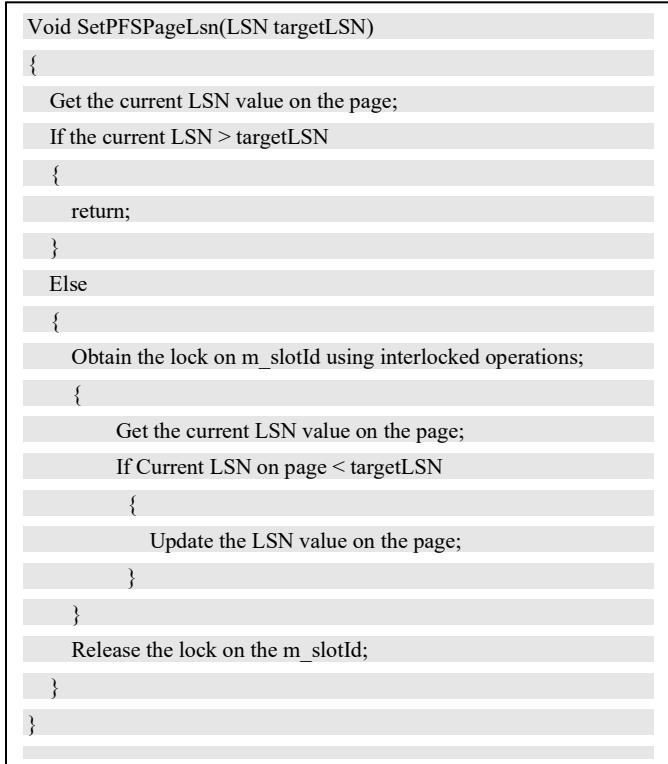 Void SetPFSPageLsn(LSN targetLSN)
{
Get the current LSN value on the page;
If the current LSN > targetLSN
{
return;
}
Else
{
Obtain the lock on m_slotId using interlocked operations;
{
Get the current LSN value on the page;
If Current LSN on page < targetLSN
{
Update the LSN value on the page;
}
}
Release the lock on the m_slotId;
}
}